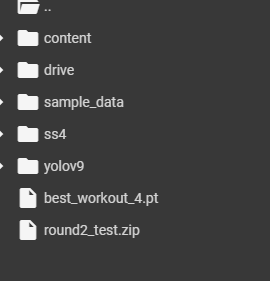 ..
content
drive
sample_data
ss4
yolov9
best_workout_4.pt
round2_test.zip